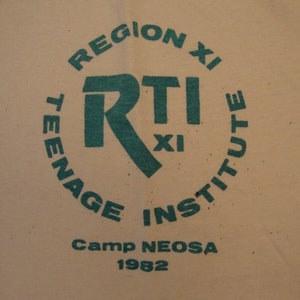 REGION XI
RTI
XI
TEENAGE INSTITUTE
Camp NEOSA
1982